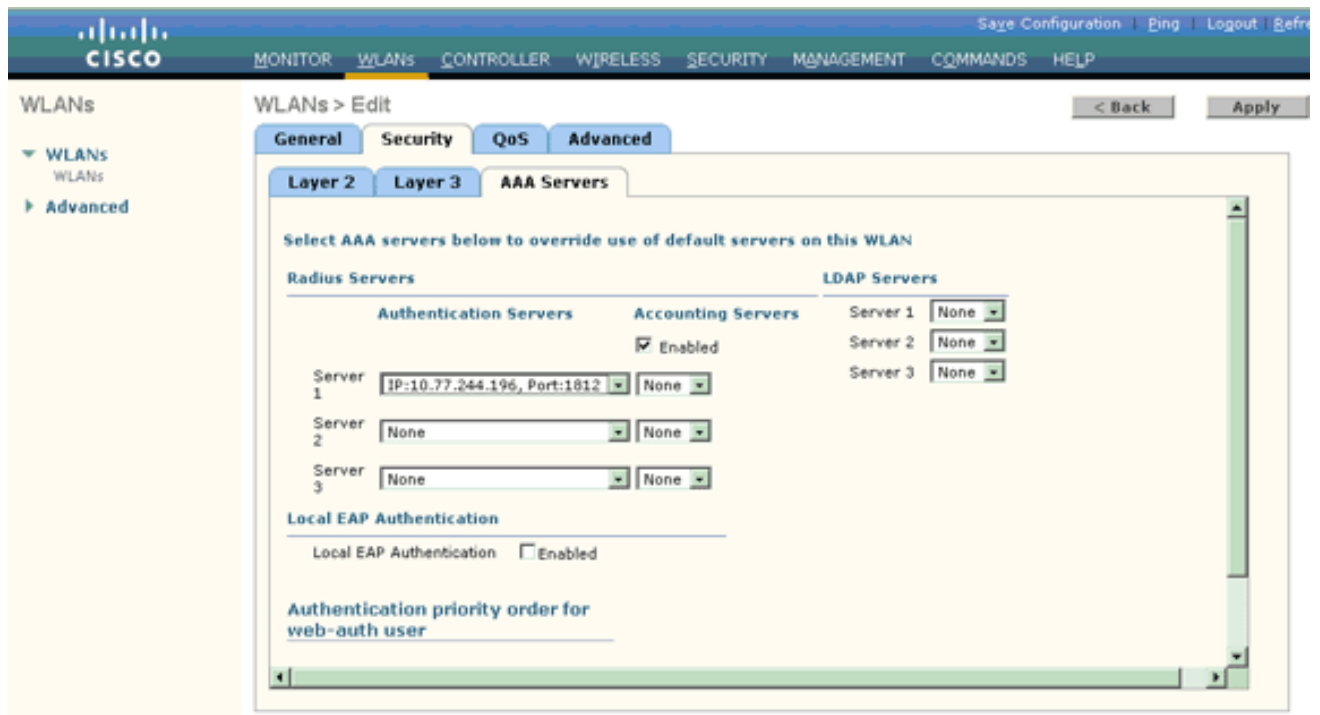 Save Configuration | Ping | Logout | Refre
CISCO
MONITOR WLANs CONTROLLER WIRELESS SECURITY MANAGEMENT COMMANDS HELP
WLANs
WLANs
WLANs
Advanced
WLANs > Edit
< Back
Apply
General Security QoS Advanced
Layer 2 Layer 3 AAA Servers
Select AAA servers below to override use of default servers on this WLAN
Radius Servers
Authentication Servers Accounting Servers
Enabled
Server 1 IP:10.77.244.196, Port:1812 None
Server 2 None None
Server 3 None None
LDAP Servers
Server 1 None
Server 2 None
Server 3 None
Local EAP Authentication
Local EAP Authentication Enabled
Authentication priority order for
web-auth user